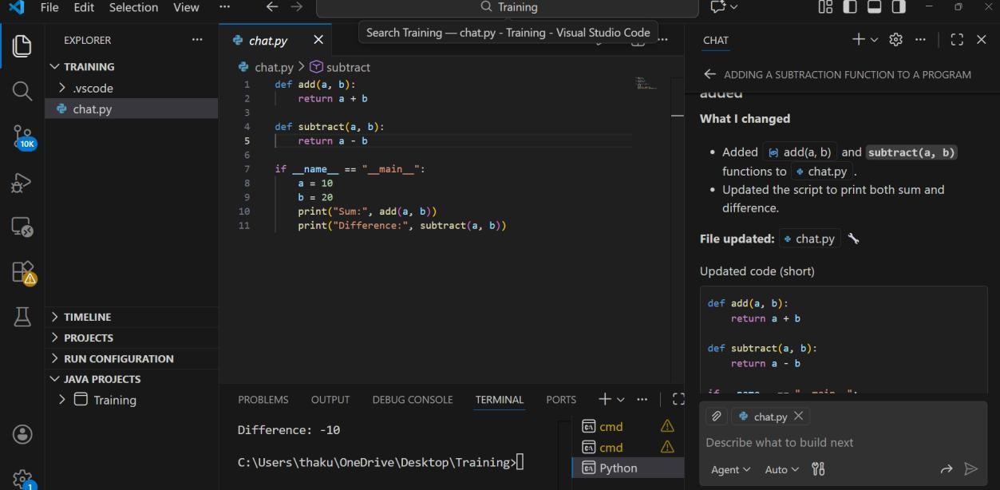 File Edit Selection View ··· Training
Search Training — chat.py - Training - Visual Studio Code
EXPLORER ···
TRAINING
.vscode
chat.py
10K
TIMELINE
PROJECTS
RUN CONFIGURATION
JAVA PROJECTS
Training
1
chat.py
chat.py > subtract
1 def add(a, b):
2     return a + b
3
4 def subtract(a, b):
5     return a - b
6
7 if __name__ == "__main__":
8     a = 10
9     b = 20
10     print("Sum:", add(a, b))
11     print("Difference:", subtract(a, b))
PROBLEMS OUTPUT DEBUG CONSOLE TERMINAL PORTS
Difference: -10
C:\Users\thaku\OneDrive\Desktop\Training>
cmd
cmd
Python
CHAT
ADDING A SUBTRACTION FUNCTION TO A PROGRAM
added
What I changed
• Added add(a, b) and subtract(a, b)
functions to chat.py .
• Updated the script to print both sum and
difference.
File updated: chat.py
Updated code (short)
def add(a, b):
    return a + b
def subtract(a, b):
    return a - b
if __name__ == "__main__":
chat.py
Describe what to build next
Agent Auto